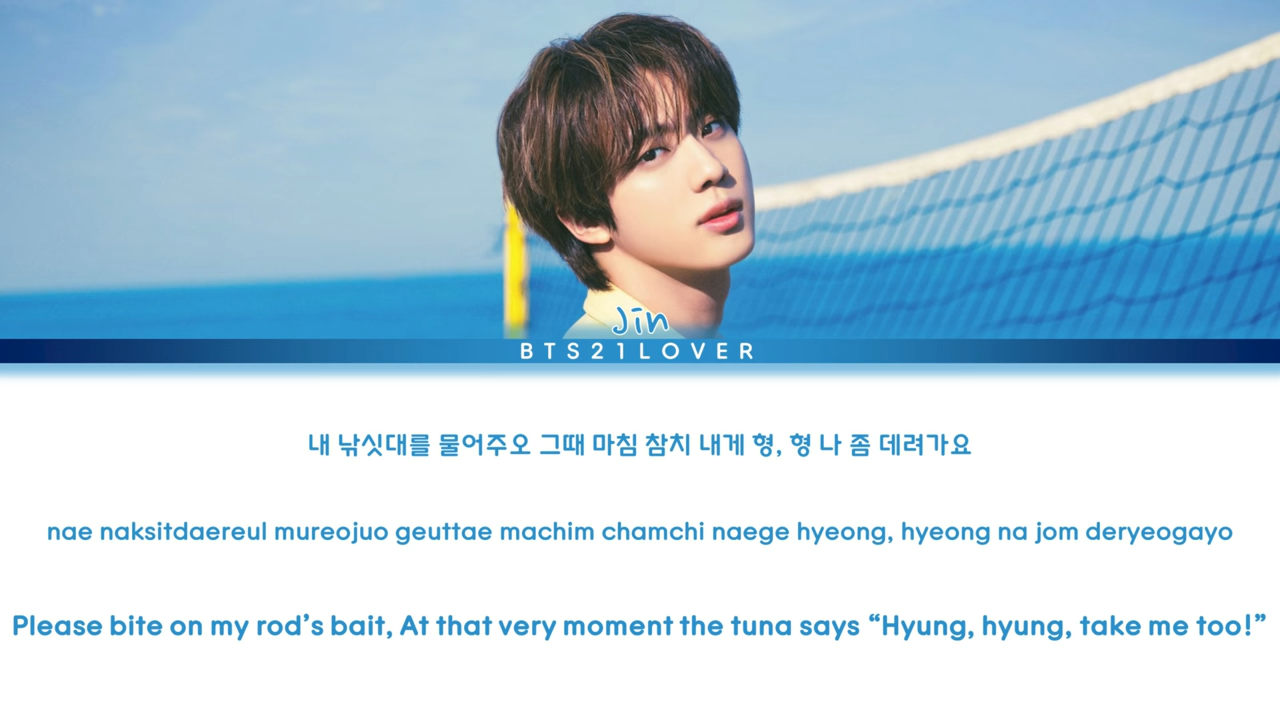 Jin
BTS21LOVER
내 낚싯대를 물어주오 그때 마침 참치 내게 형, 형 나 좀 데려가요
nae naksitdaereul mureojuo geuttae machim chamchi naege hyeong, hyeong na jom deryeogayo
Please bite on my rod’s bait, At that very moment the tuna says “Hyung, hyung, take me too!”